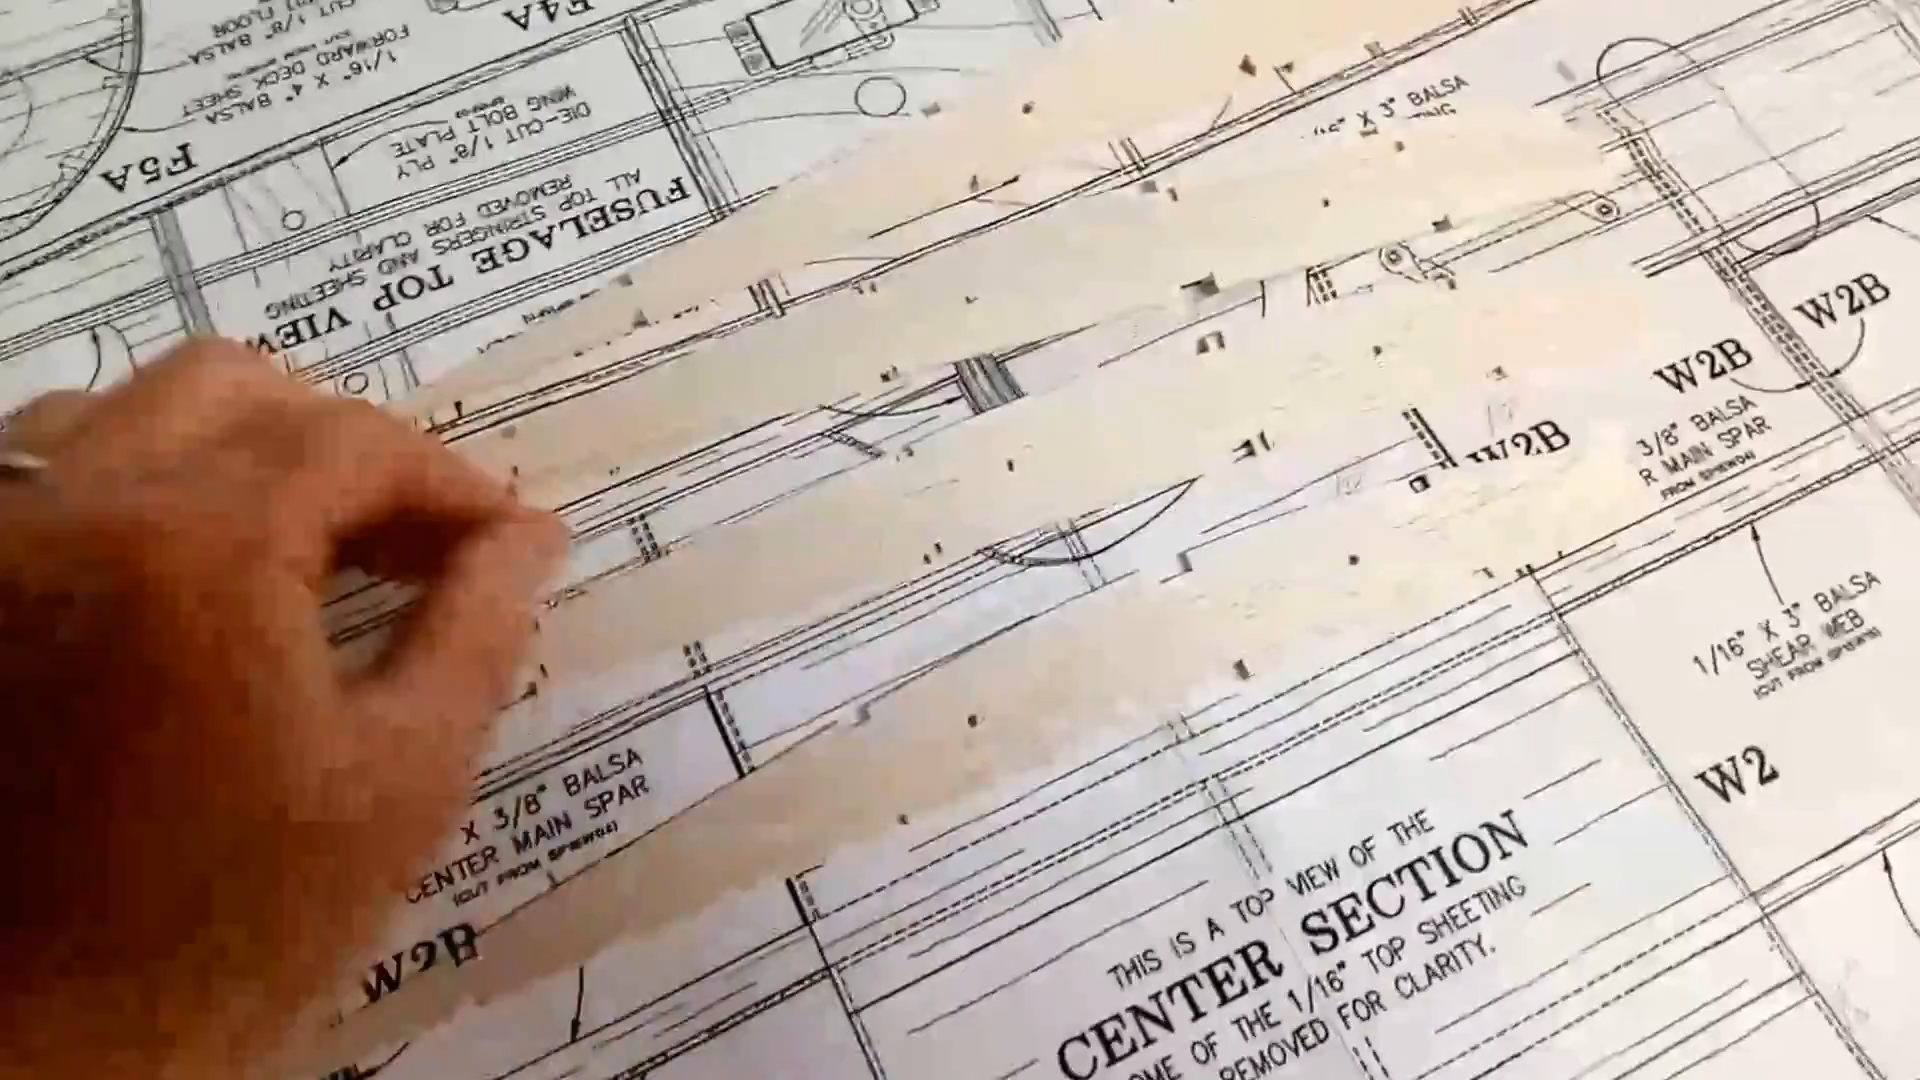 F4A
CUT 1/8" BALSA
FLOOR
1/16" X 4" BALSA
FORWARD DECK SHEET
F5A
DIE-CUT 1/8" PLY
WING BOLT PLATE
FUSELAGE TOP VIEW
ALL TOP STRINGERS AND SHEETING
REMOVED FOR CLARITY
X 3" BALSA
W2B
W2B
3/8" BALSA
R MAIN SPAR
W2B
1/16" X 3" BALSA
SHEAR WEB
W2
X 3/8" BALSA
CENTER MAIN SPAR
W2B
THIS IS A TOP VIEW OF THE
CENTER SECTION
OME OF THE 1/16" TOP SHEETING
REMOVED FOR CLARITY.